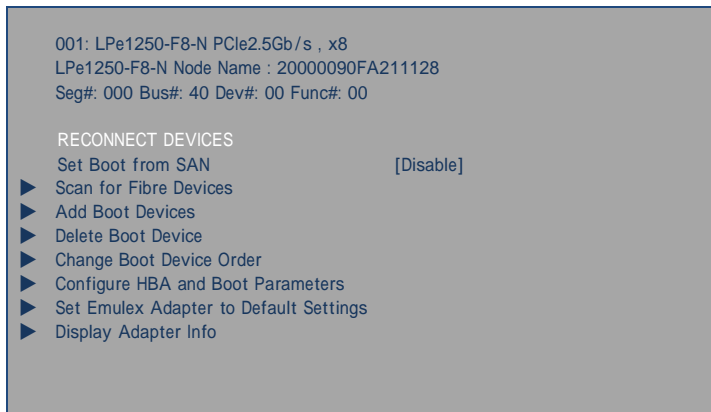 001: LPe1250-F8-N PCIe2.5Gb/s , x8
LPe1250-F8-N Node Name : 20000090FA211128
Seg#: 000 Bus#: 40 Dev#: 00 Func#: 00
RECONNECT DEVICES
Set Boot from SAN [Disable]
Scan for Fibre Devices
Add Boot Devices
Delete Boot Device
Change Boot Device Order
Configure HBA and Boot Parameters
Set Emulex Adapter to Default Settings
Display Adapter Info